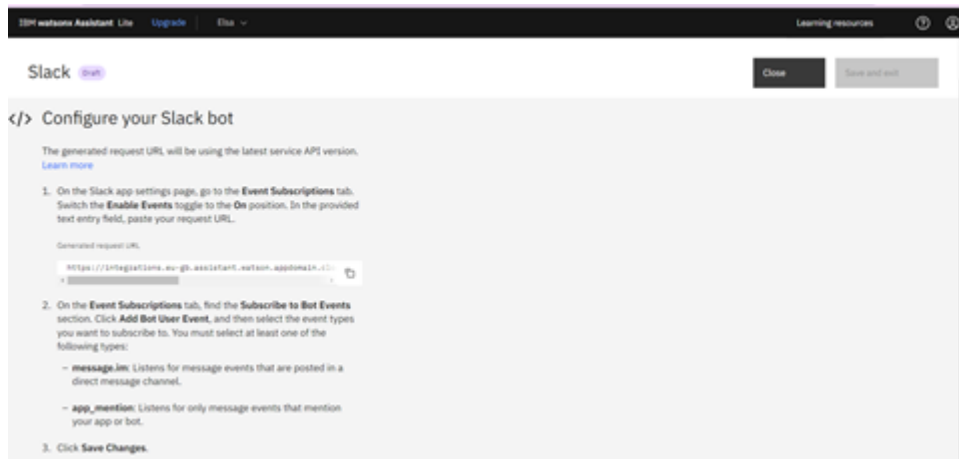 IBM watsonx Assistant Lite Upgrade Elsa Learning resources
Slack Draft Close Save and exit
</> Configure your Slack bot
The generated request URL will be using the latest service API version.
Learn more
1. On the Slack app settings page, go to the Event Subscriptions tab.
Switch the Enable Events toggle to the On position. In the provided
text entry field, paste your request URL.
Generated request URL
https://integrations.eu-gb.assistant.watson.appdomain.cl
2. On the Event Subscriptions tab, find the Subscribe to Bot Events
section. Click Add Bot User Event, and then select the event types
you want to subscribe to. You must select at least one of the
following types:
– message.im: Listens for message events that are posted in a
direct message channel.
– app_mention: Listens for only message events that mention
your app or bot.
3. Click Save Changes.